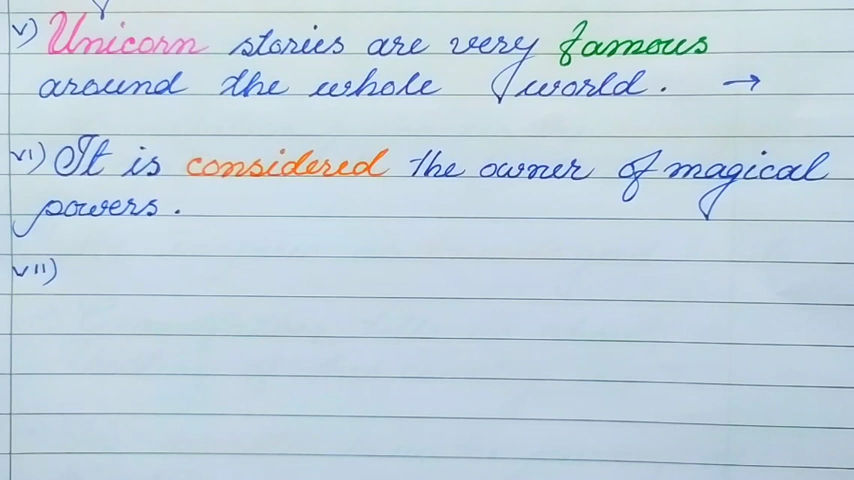 v) Unicorn stories are very famous
around the whole world. →
vi) It is considered the owner of magical
powers.
vii)